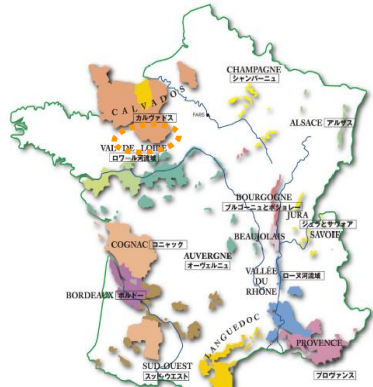 CHAMPAGNE
シャンパーニュ
CALVADOS
カルヴァドス
PARIS
ALSACE アルザス
VAL DE LOIRE
ロワール河流域
BOURGOGNE
ブルゴーニュとボジョレー
JURA
ジュラとサヴォア
SAVOIE
BEAUJOLAIS
COGNAC コニャック
AUVERGNE
オーヴェルニュ
VALLÉE
DU
RHÔNE
ローヌ河流域
BORDEAUX ボルドー
LANGUEDOC
PROVENCE
プロヴァンス
SUD-OUEST
スッド・ウエスト